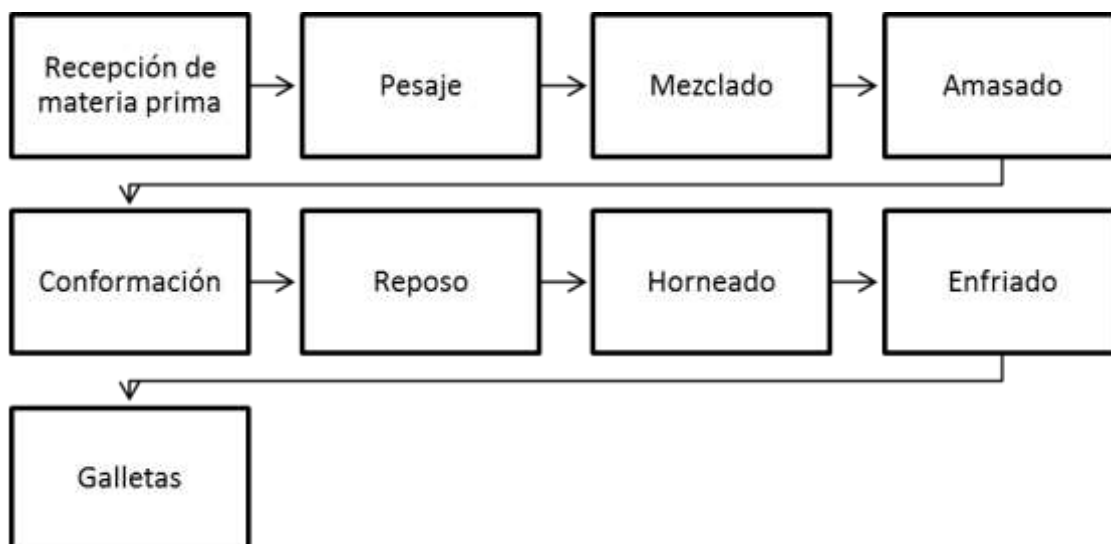 Recepción de
materia prima
Pesaje
Mezclado
Amasado
Conformación
Reposo
Horneado
Enfriado
Galletas